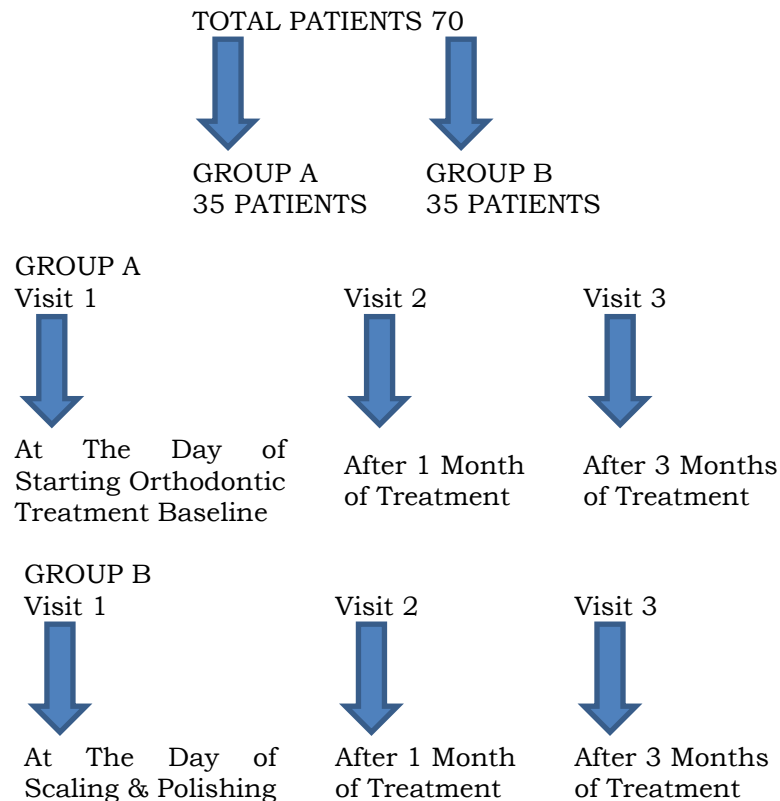 TOTAL PATIENTS 70
GROUP A
35 PATIENTS
GROUP B
35 PATIENTS
GROUP A
Visit 1
Visit 2
Visit 3
At The Day of
Starting Orthodontic
Treatment Baseline
After 1 Month
of Treatment
After 3 Months
of Treatment
GROUP B
Visit 1
Visit 2
Visit 3
At The Day of
Scaling & Polishing
After 1 Month
of Treatment
After 3 Months
of Treatment